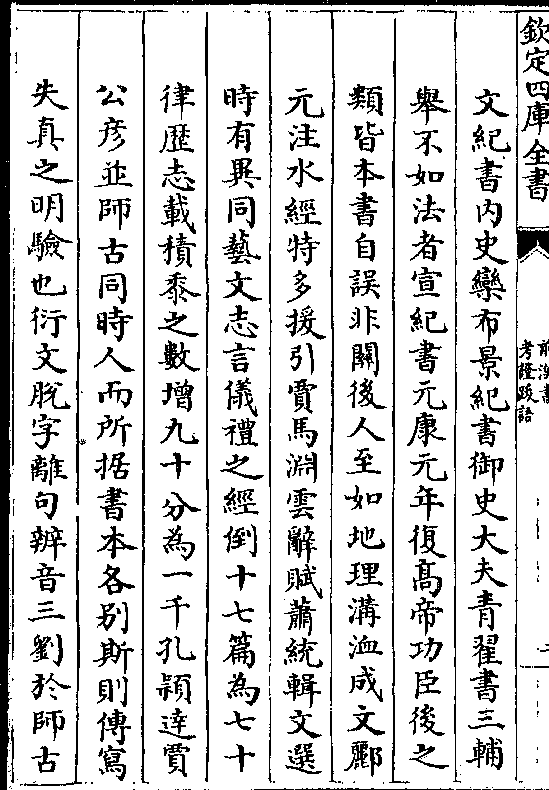 欽定四庫全書
前漢書
考證跋語
文紀書内史欒布景紀書御史大夫青翟書三輔
舉不如法者宣紀書元康元年復髙帝功臣後之
類皆本書自誤非闗後人至如地理溝洫成文酈
元注水經特多援引賈馬淵雲辭賦蕭統輯文選
時有異同藝文志言儀禮之經倒十七篇為七十
律歴志載積黍之數增九十分為一千孔頴逹賈
公彦並師古同時人而所据書本各别斯則傳寫
失真之明驗也衍文脫字離句辨音三劉於師古